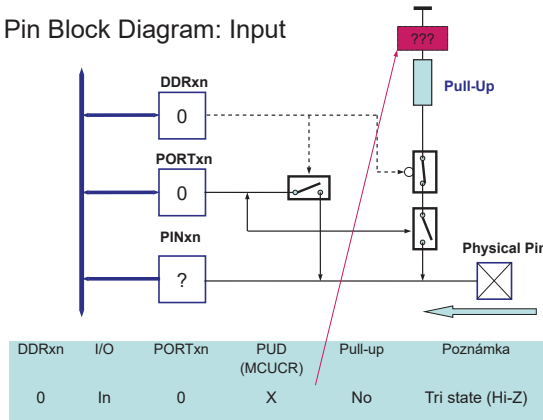 Pin Block Diagram: Input
???
DDRxn
Pull-Up
0
PORTxn
0
PINxn
Physical Pin
?
DDRxn I/O PORTxn PUD Pull-up Poznámka
(MCUCR)
0 In 0 X No Tri state (Hi-Z)